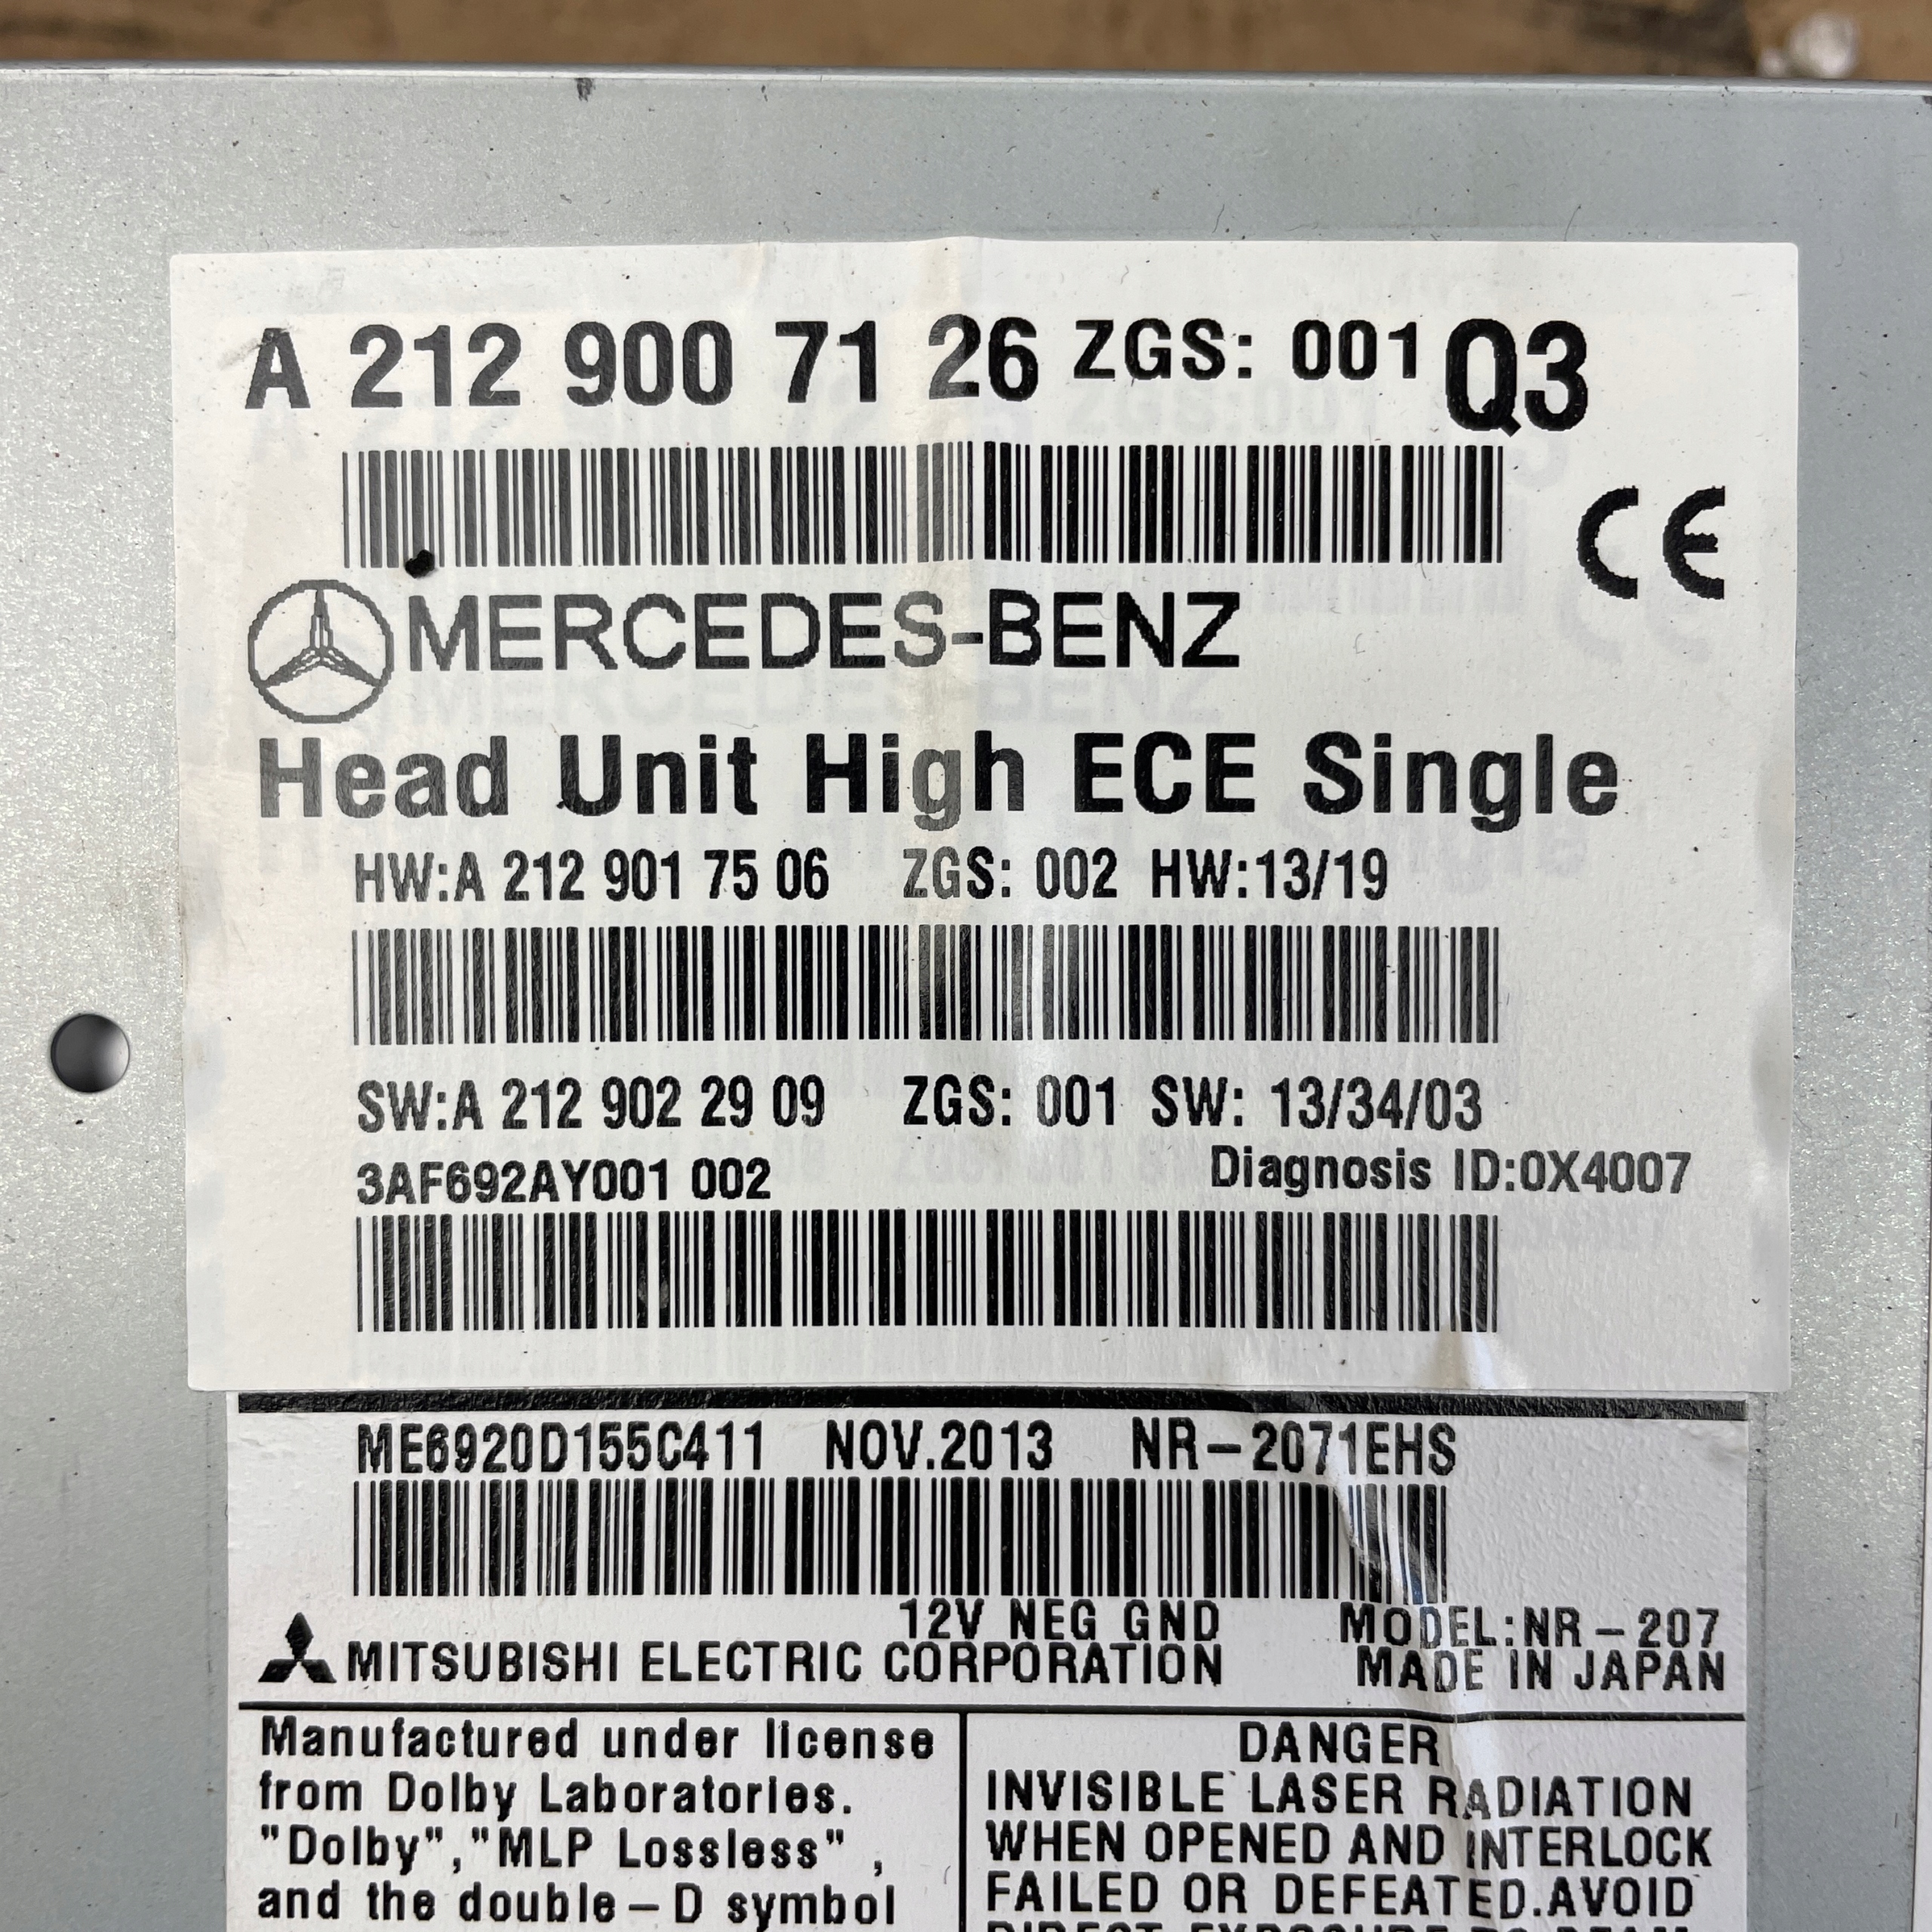 A 212 900 71 26 ZGS: 001 Q3
CE
MERCEDES-BENZ
Head Unit High ECE Single
HW:A 212 901 75 06 ZGS: 002 HW:13/19
SW:A 212 902 29 09 ZGS: 001 SW: 13/34/03
3AF692AY001 002 Diagnosis ID:0X4007
ME6920D155C411 NOV.2013 NR-2071EHS
12V NEG GND MODEL:NR-207
MITSUBISHI ELECTRIC CORPORATION MADE IN JAPAN
Manufactured under license
from Dolby Laboratories.
"Dolby","MLP Lossless",
and the double-D symbol
DANGER
INVISIBLE LASER RADIATION
WHEN OPENED AND INTERLOCK
FAILED OR DEFEATED.AVOID